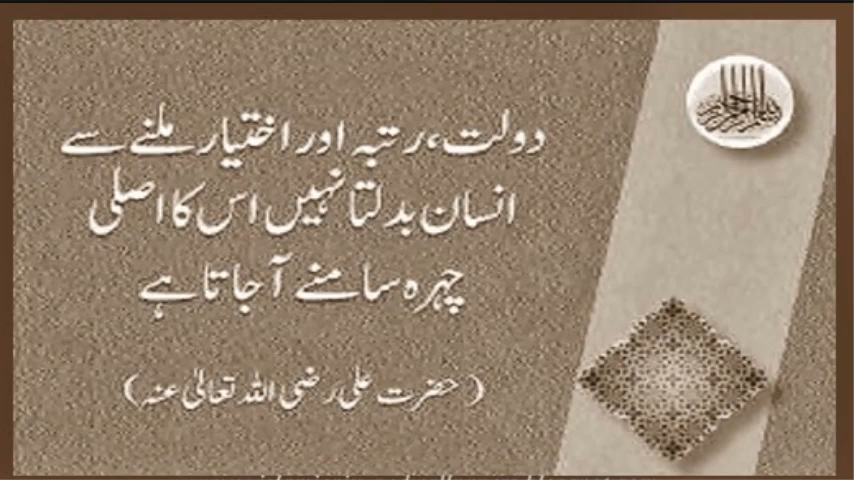 دولت،رتبہ اور اختیار ملنے سے
انسان بدلتا نہیں اس کا اصلی
چہرہ سامنے آ جاتا ہے
( حضرت علی رضی اللہ تعالیٰ عنہ)